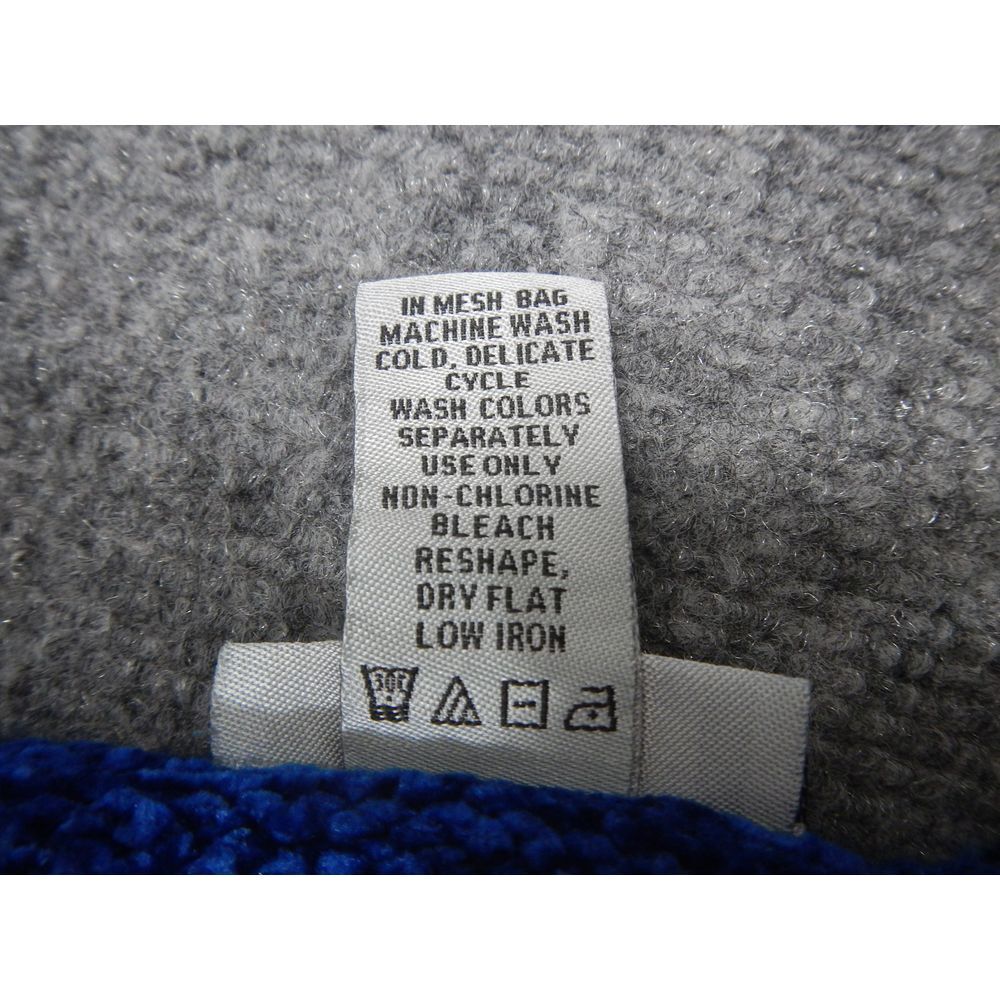 IN MESH BAG
MACHINE WASH
COLD, DELICATE
CYCLE
WASH COLORS
SEPARATELY
USE ONLY
NON-CHLORINE
BLEACH
RESHAPE,
DRY FLAT
LOW IRON
30C